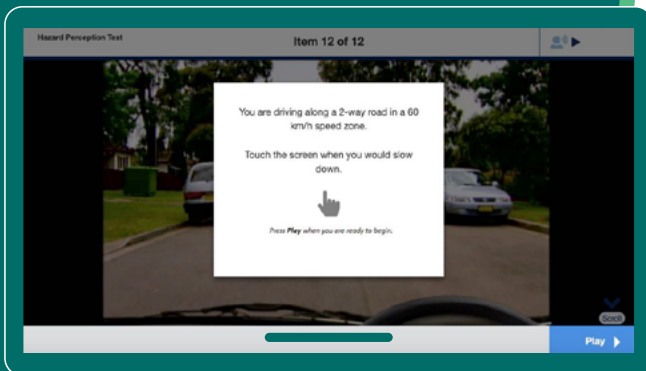 Hazard Perception Test
Item 12 of 12
You are driving along a 2-way road in a 60
km/h speed zone.
Touch the screen when you would slow
down.
Press Play when you are ready to begin.
Scroll
Play